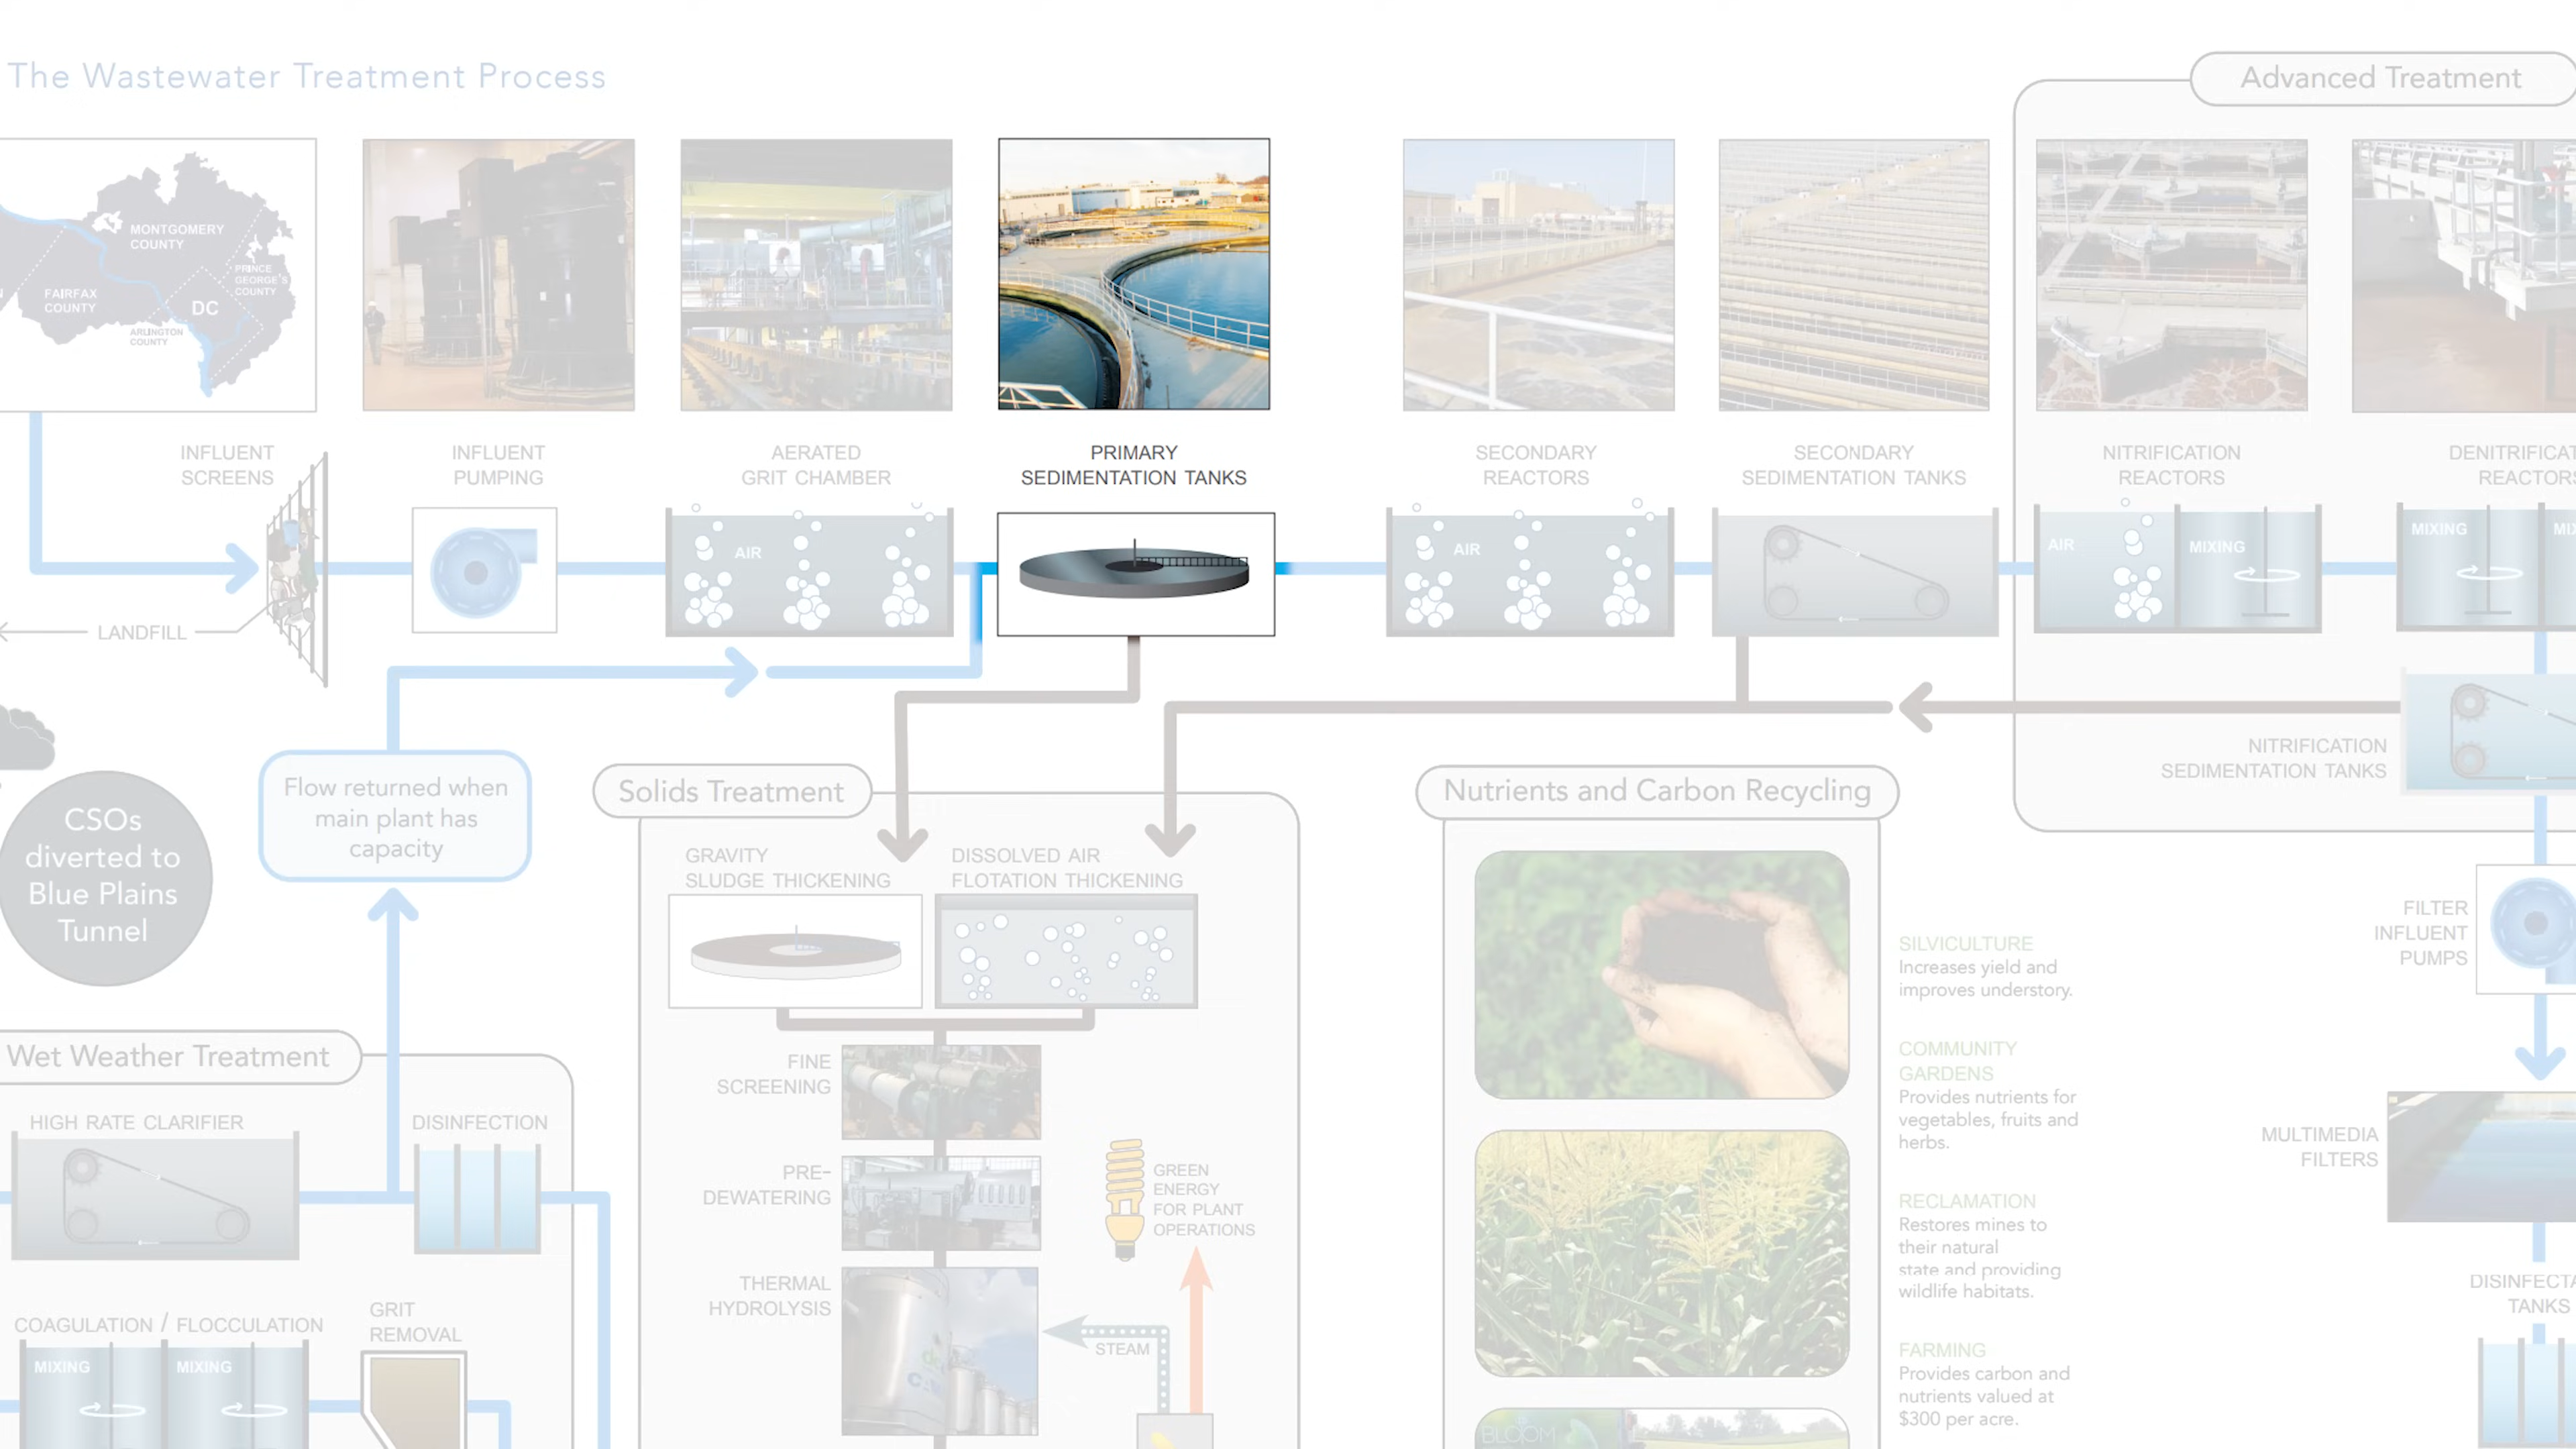 The Wastewater Treatment Process
Advanced Treatment
MONTGOMERY
COUNTY
PRINCE
GEORGE'S
COUNTY
FAIRFAX
COUNTY
DC
ARLINGTON
COUNTY
INFLUENT
SCREENS
INFLUENT
PUMPING
AERATED
GRIT CHAMBER
PRIMARY
SEDIMENTATION TANKS
SECONDARY
REACTORS
SECONDARY
SEDIMENTATION TANKS
NITRIFICATION
REACTORS
DENITRIFICAT
REACTORS
AIR
AIR
AIR
MIXING
MIXING
LANDFILL
Flow returned when
main plant has
capacity
CSOs
diverted to
Blue Plains
Tunnel
NITRIFICATION
SEDIMENTATION TANKS
Solids Treatment
GRAVITY
SLUDGE THICKENING
DISSOLVED AIR
FLOTATION THICKENING
FINE
SCREENING
PRE-
DEWATERING
THERMAL
HYDROLYSIS
GREEN
ENERGY
FOR PLANT
OPERATIONS
STEAM
Nutrients and Carbon Recycling
SILVICULTURE
Increases yield and
improves understory.
COMMUNITY
GARDENS
Provides nutrients for
vegetables, fruits and
herbs.
RECLAMATION
Restores mines to
their natural
state and providing
wildlife habitats.
FARMING
Provides carbon and
nutrients valued at
$300 per acre.
BLOOM
FILTER
INFLUENT
PUMPS
MULTIMEDIA
FILTERS
DISINFECTA
TANKS
Wet Weather Treatment
HIGH RATE CLARIFIER
DISINFECTION
COAGULATION / FLOCCULATION
GRIT
REMOVAL
MIXING
MIXING